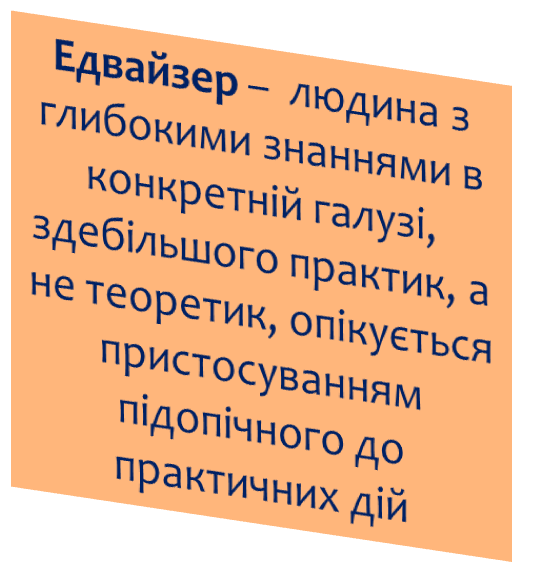 Едвайзер – людина з
глибокими знаннями в
конкретній галузі,
здебільшого практик, а
не теоретик, опікується
пристосуванням
підопічного до
практичних дій